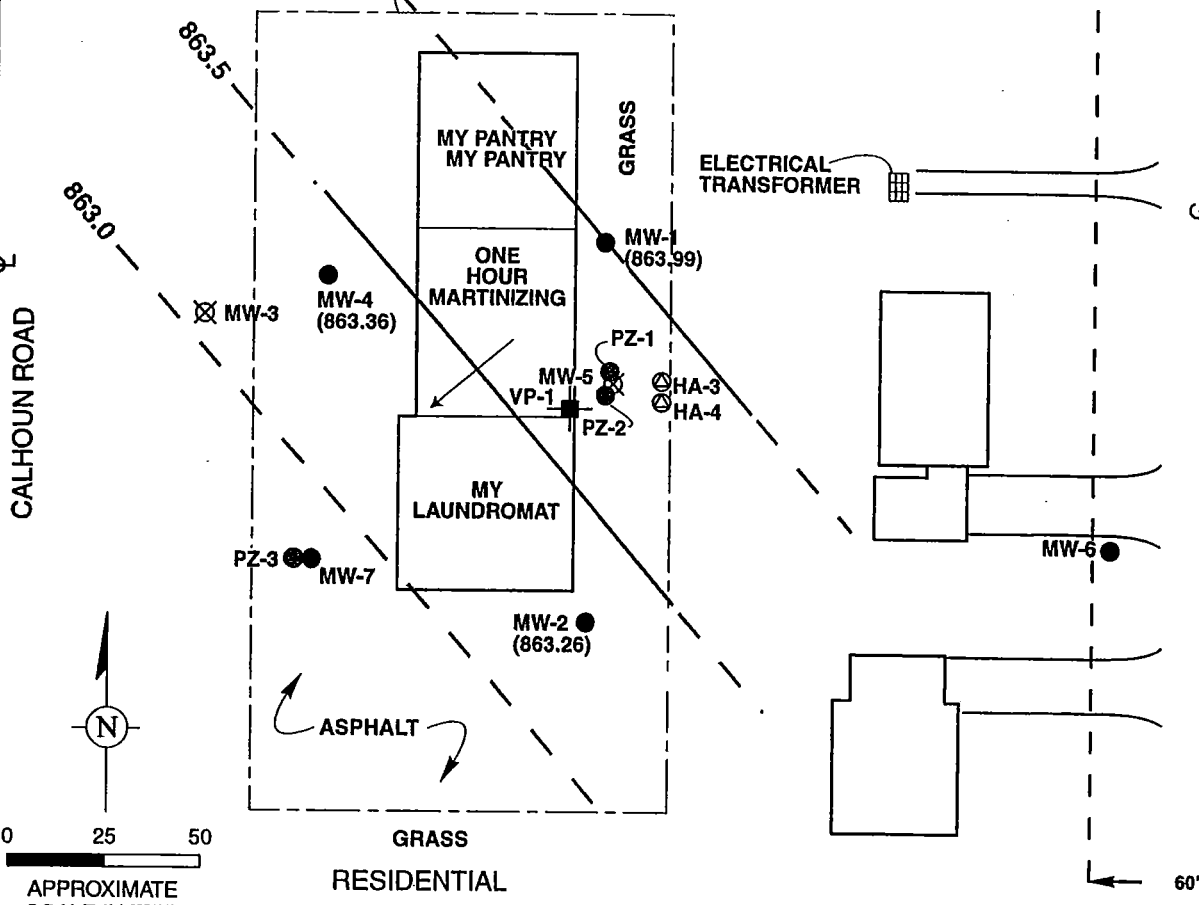 863.5
863.0
MY PANTRY
MY PANTRY
GRASS
ELECTRICAL
TRANSFORMER
MW-1
(863.99)
ONE
HOUR
MARTINIZING
MW-4
(863.36)
MW-3
CALHOUN ROAD
PZ-1
MW-5
VP-1
PZ-2
HA-3
HA-4
MY
LAUNDROMAT
PZ-3
MW-7
MW-6
MW-2
(863.26)
N
ASPHALT
0 25 50
APPROXIMATE
GRASS
RESIDENTIAL
60'